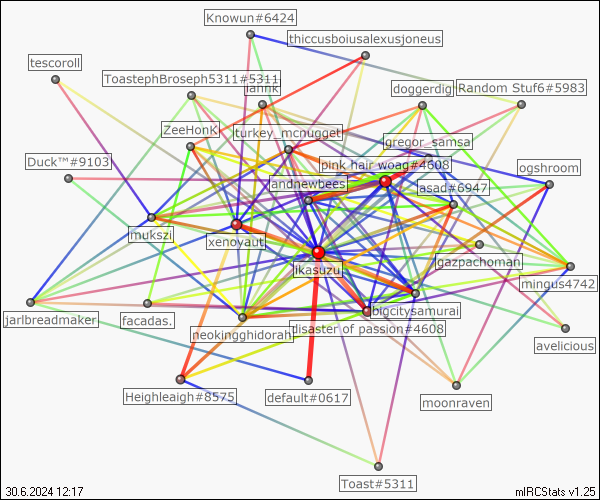 Knowun#6424
thiccusboiusalexusjoneus
tescoroll
ToastephBroseph5311#5311
doggerdig
Random Stuf6#5983
ZeeHonK
turkey_mcnugget
gregor_samsa
Duck™#9103
pink hair woag#4608
ogshroom
andnewbees
asad#6947
mukszi
xenoyaut
gazpachoman
ikasuzu
mingus4742
jarlbreadmaker
facadas.
neokingghidorah
bigcitysamurai
disaster of passion#4608
avelicious
Heighleaigh#8575
default#0617
moonraven
Toast#5311
30.6.2024 12:17
mIRCStats v1.25